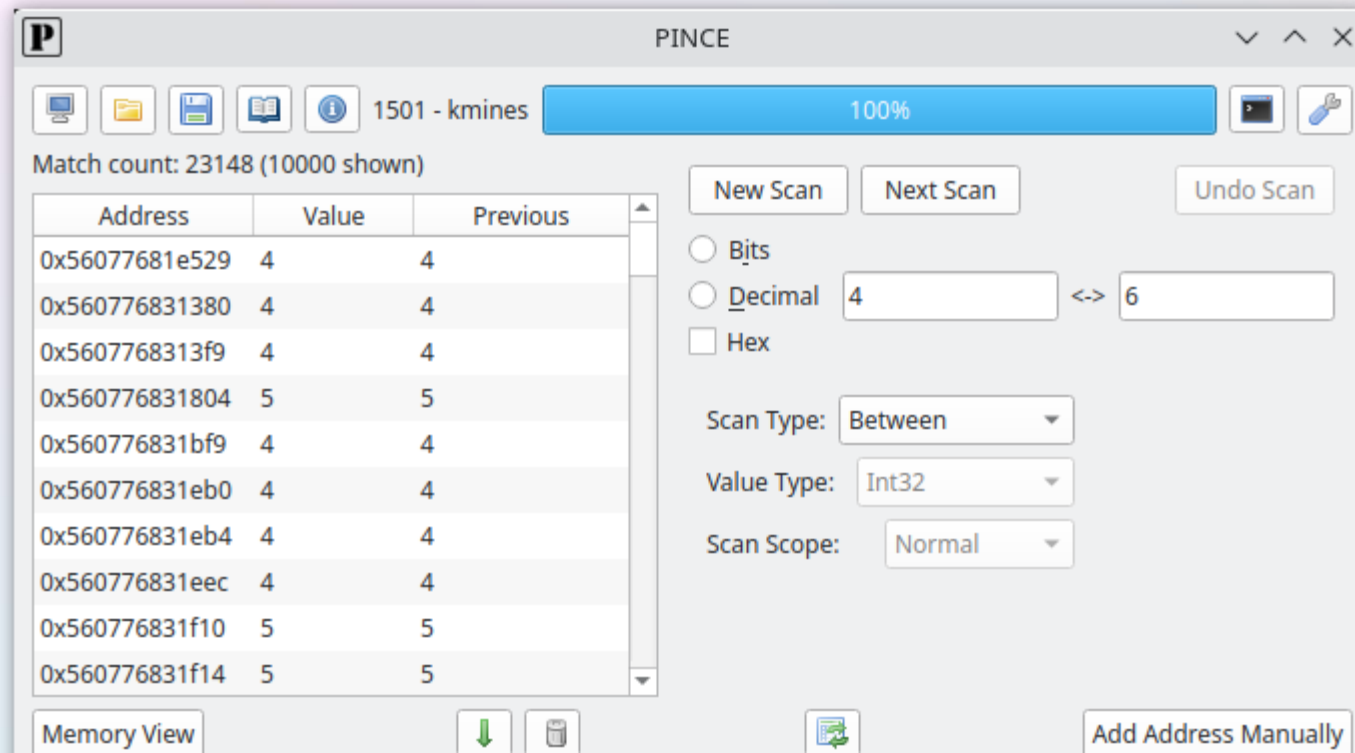 P PINCE
1501 - kmines 100%
Match count: 23148 (10000 shown)
New Scan Next Scan Undo Scan
Address Value Previous
0x56077681e529 4 4
0x560776831380 4 4
0x5607768313f9 4 4
0x560776831804 5 5
0x560776831bf9 4 4
0x560776831eb0 4 4
0x560776831eb4 4 4
0x560776831eec 4 4
0x560776831f10 5 5
0x560776831f14 5 5
Bits
Decimal 4 <-> 6
Hex
Scan Type: Between
Value Type: Int32
Scan Scope: Normal
Memory View Add Address Manually